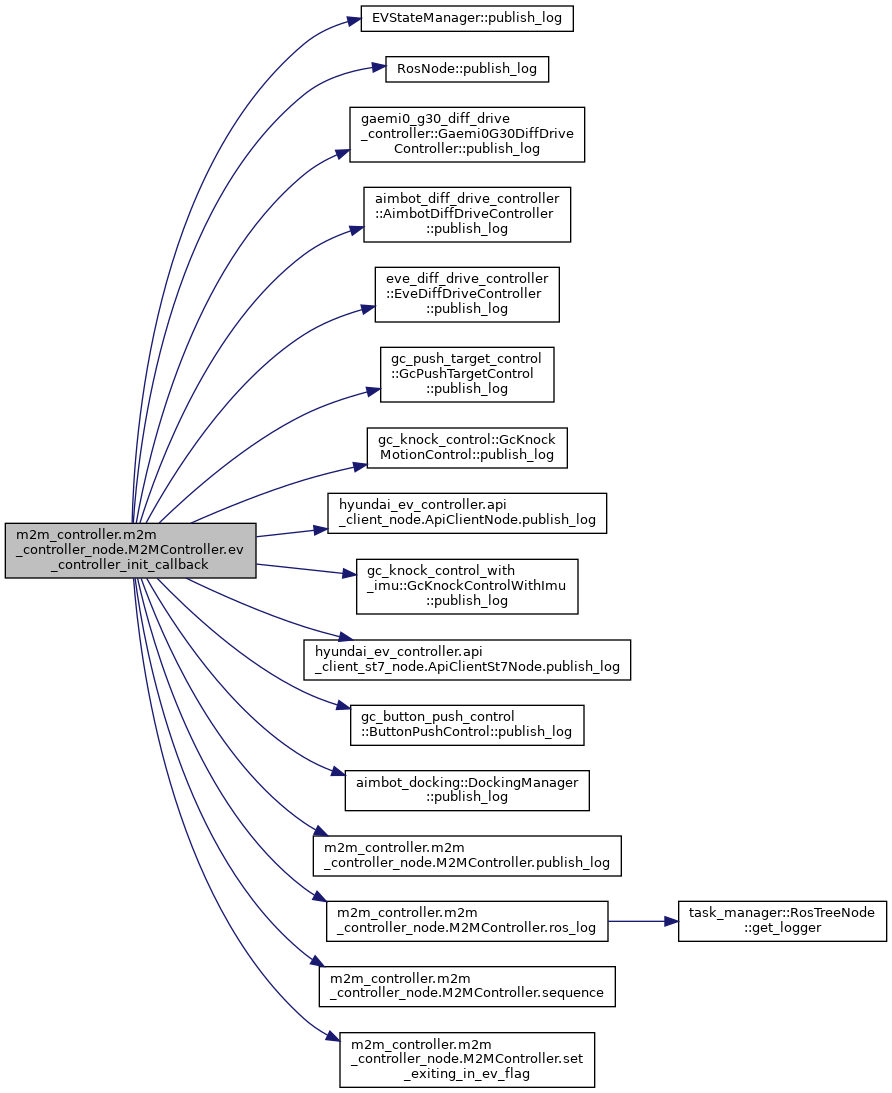 EVStateManager::publish_log
RosNode::publish_log
gaemi0_g30_diff_drive
_controller::Gaemi0G30DiffDrive
Controller::publish_log
aimbot_diff_drive_controller
::AimbotDiffDriveController
::publish_log
eve_diff_drive_controller
::EveDiffDriveController
::publish_log
gc_push_target_control
::GcPushTargetControl
::publish_log
gc_knock_control::GcKnock
MotionControl::publish_log
hyundai_ev_controller.api
_client_node.ApiClientNode.publish_log
m2m_controller.m2m
_controller_node.M2MController.ev
_controller_init_callback
gc_knock_control_with
_imu::GcKnockControlWithImu
::publish_log
hyundai_ev_controller.api
_client_st7_node.ApiClientSt7Node.publish_log
gc_button_push_control
::ButtonPushControl::publish_log
aimbot_docking::DockingManager
::publish_log
m2m_controller.m2m
_controller_node.M2MController.publish_log
m2m_controller.m2m
_controller_node.M2MController.ros_log
task_manager::RosTreeNode
::get_logger
m2m_controller.m2m
_controller_node.M2MController.sequence
m2m_controller.m2m
_controller_node.M2MController.set
_exiting_in_ev_flag